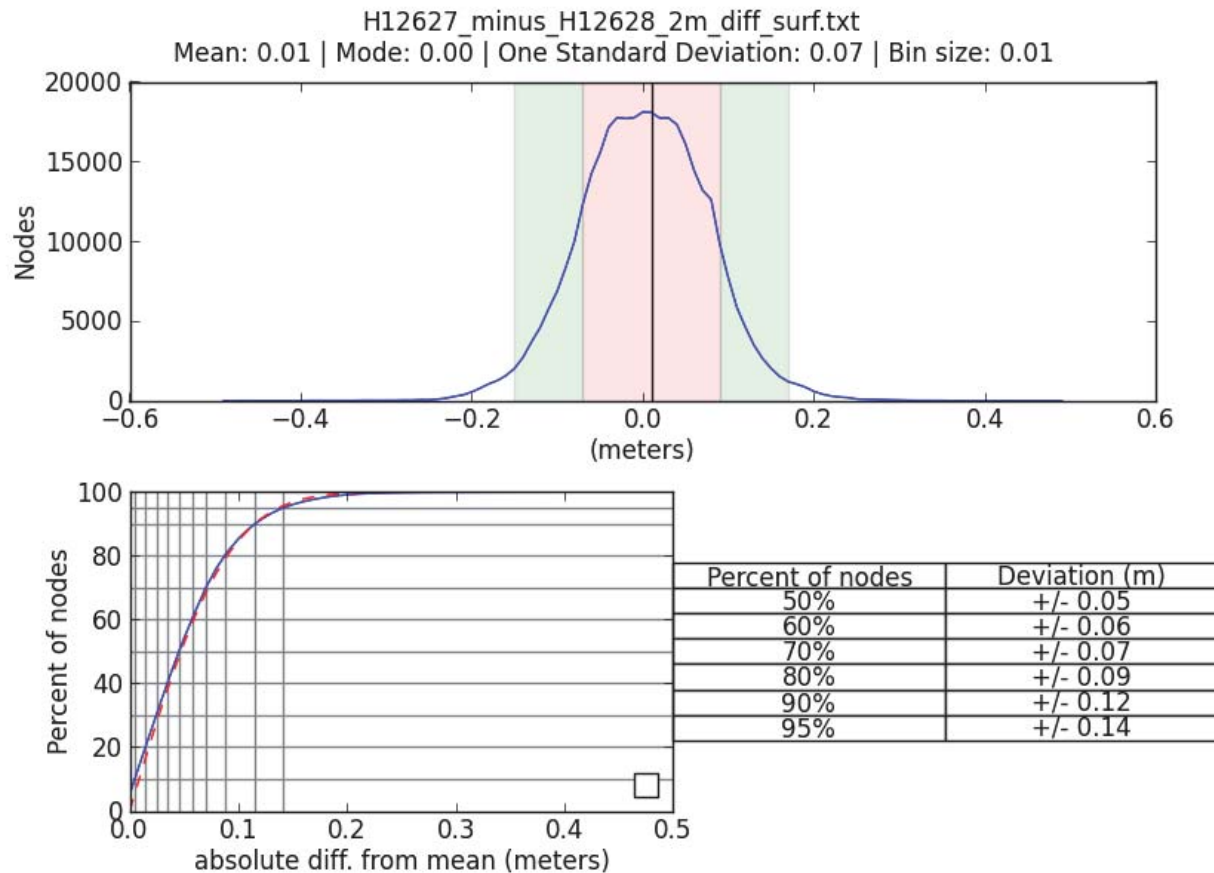 H12627_minus_H12628_2m_diff_surf.txt
Mean: 0.01 | Mode: 0.00 | One Standard Deviation: 0.07 | Bin size: 0.01
20000
15000
10000
5000
0
Nodes
−0.6 −0.4 −0.2 0.0 0.2 0.4 0.6
(meters)
100
80
60
40
20
0
Percent of nodes
0.0 0.1 0.2 0.3 0.4 0.5
absolute diff. from mean (meters)
Percent of nodes Deviation (m)
50% +/- 0.05
60% +/- 0.06
70% +/- 0.07
80% +/- 0.09
90% +/- 0.12
95% +/- 0.14